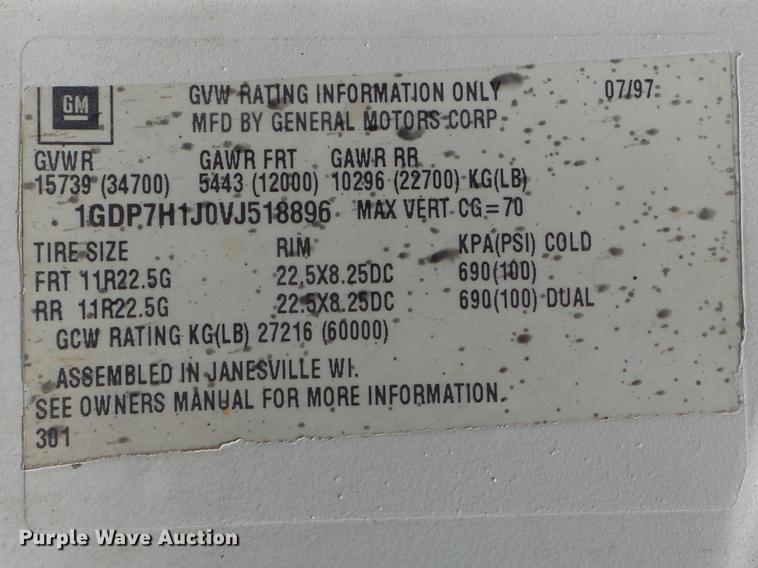 GM
GVW RATING INFORMATION ONLY 07/97
MFD BY GENERAL MOTORS CORP
GVWR GAWR FRT GAWR RR
15739 (34700) 5443 (12000) 10296 (22700) KG(LB)
1GDP7H1J0VJ518896 MAX VERT CG=70
TIRE SIZE RIM KPA(PSI) COLD
FRT 11R22.5G 22.5X8.25DC 690(100)
RR 11R22.5G 22.5X8.25DC 690(100) DUAL
GCW RATING KG(LB) 27216 (60000)
ASSEMBLED IN JANESVILLE WI.
SEE OWNERS MANUAL FOR MORE INFORMATION.
301
Purple Wave Auction